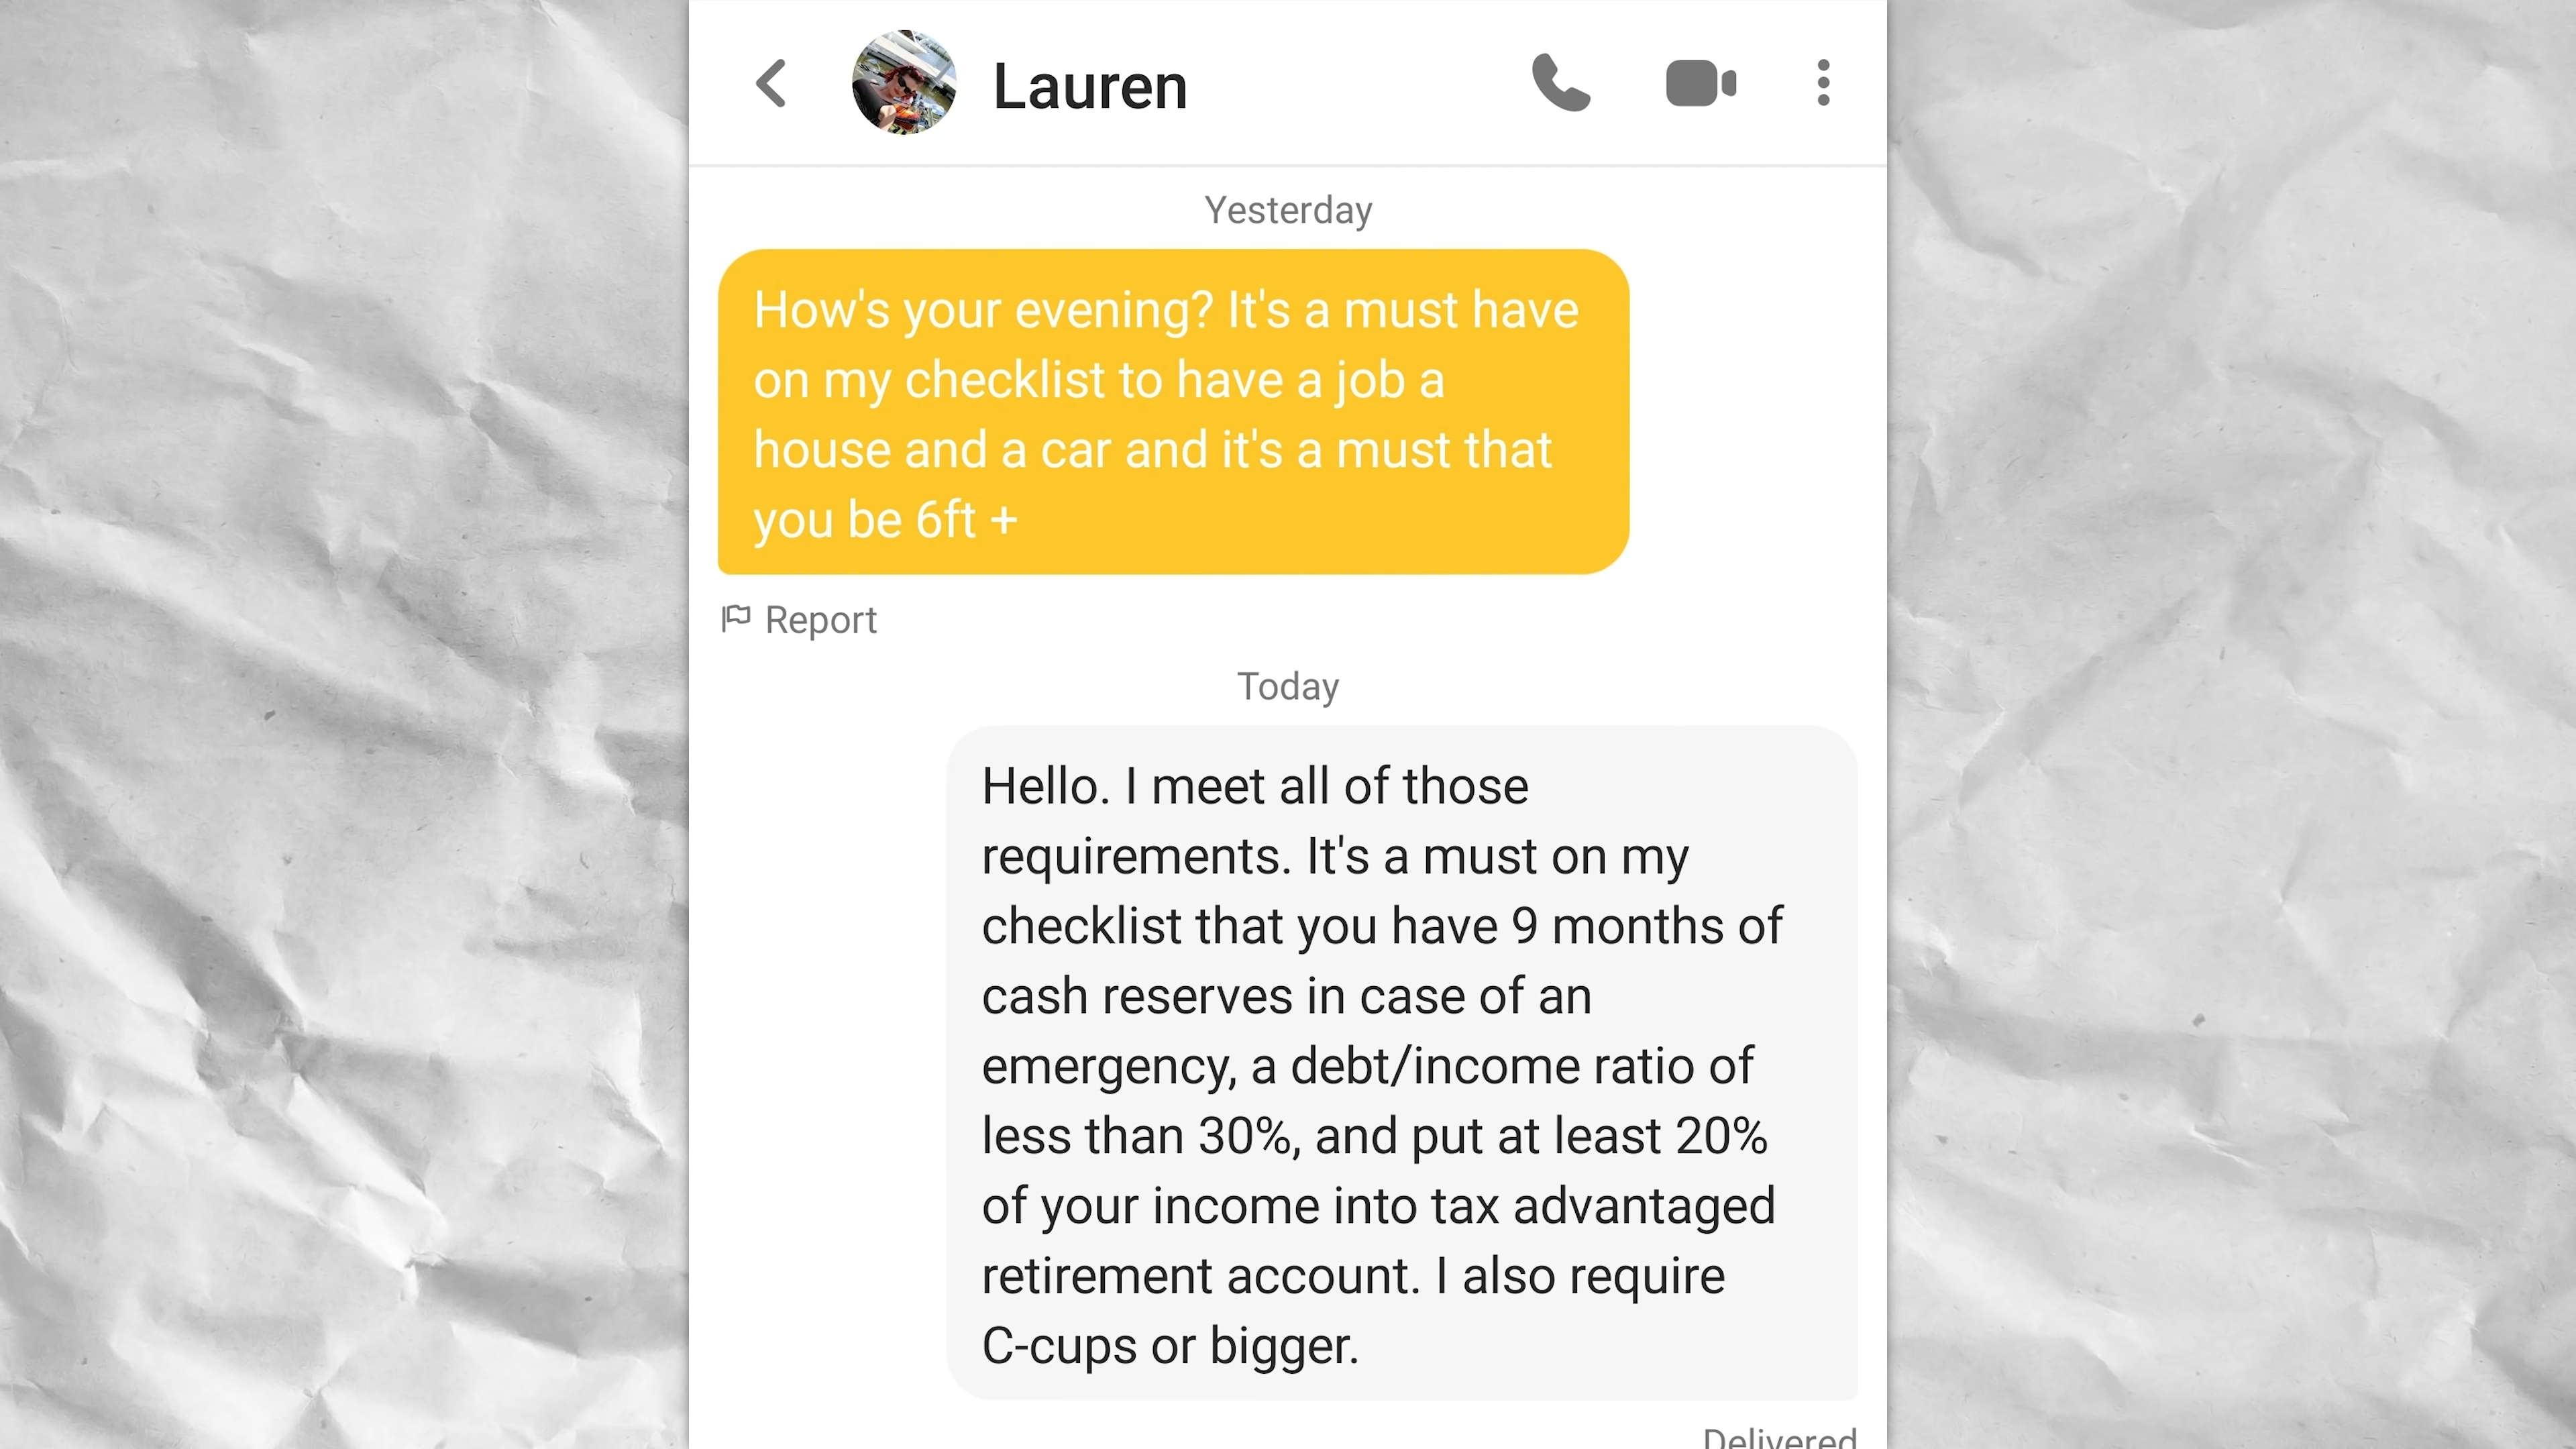 Lauren
Yesterday
How's your evening? It's a must have
on my checklist to have a job a
house and a car and it's a must that
you be 6ft +
Report
Today
Hello. I meet all of those
requirements. It's a must on my
checklist that you have 9 months of
cash reserves in case of an
emergency, a debt/income ratio of
less than 30%, and put at least 20%
of your income into tax advantaged
retirement account. I also require
C-cups or bigger.
Delivered